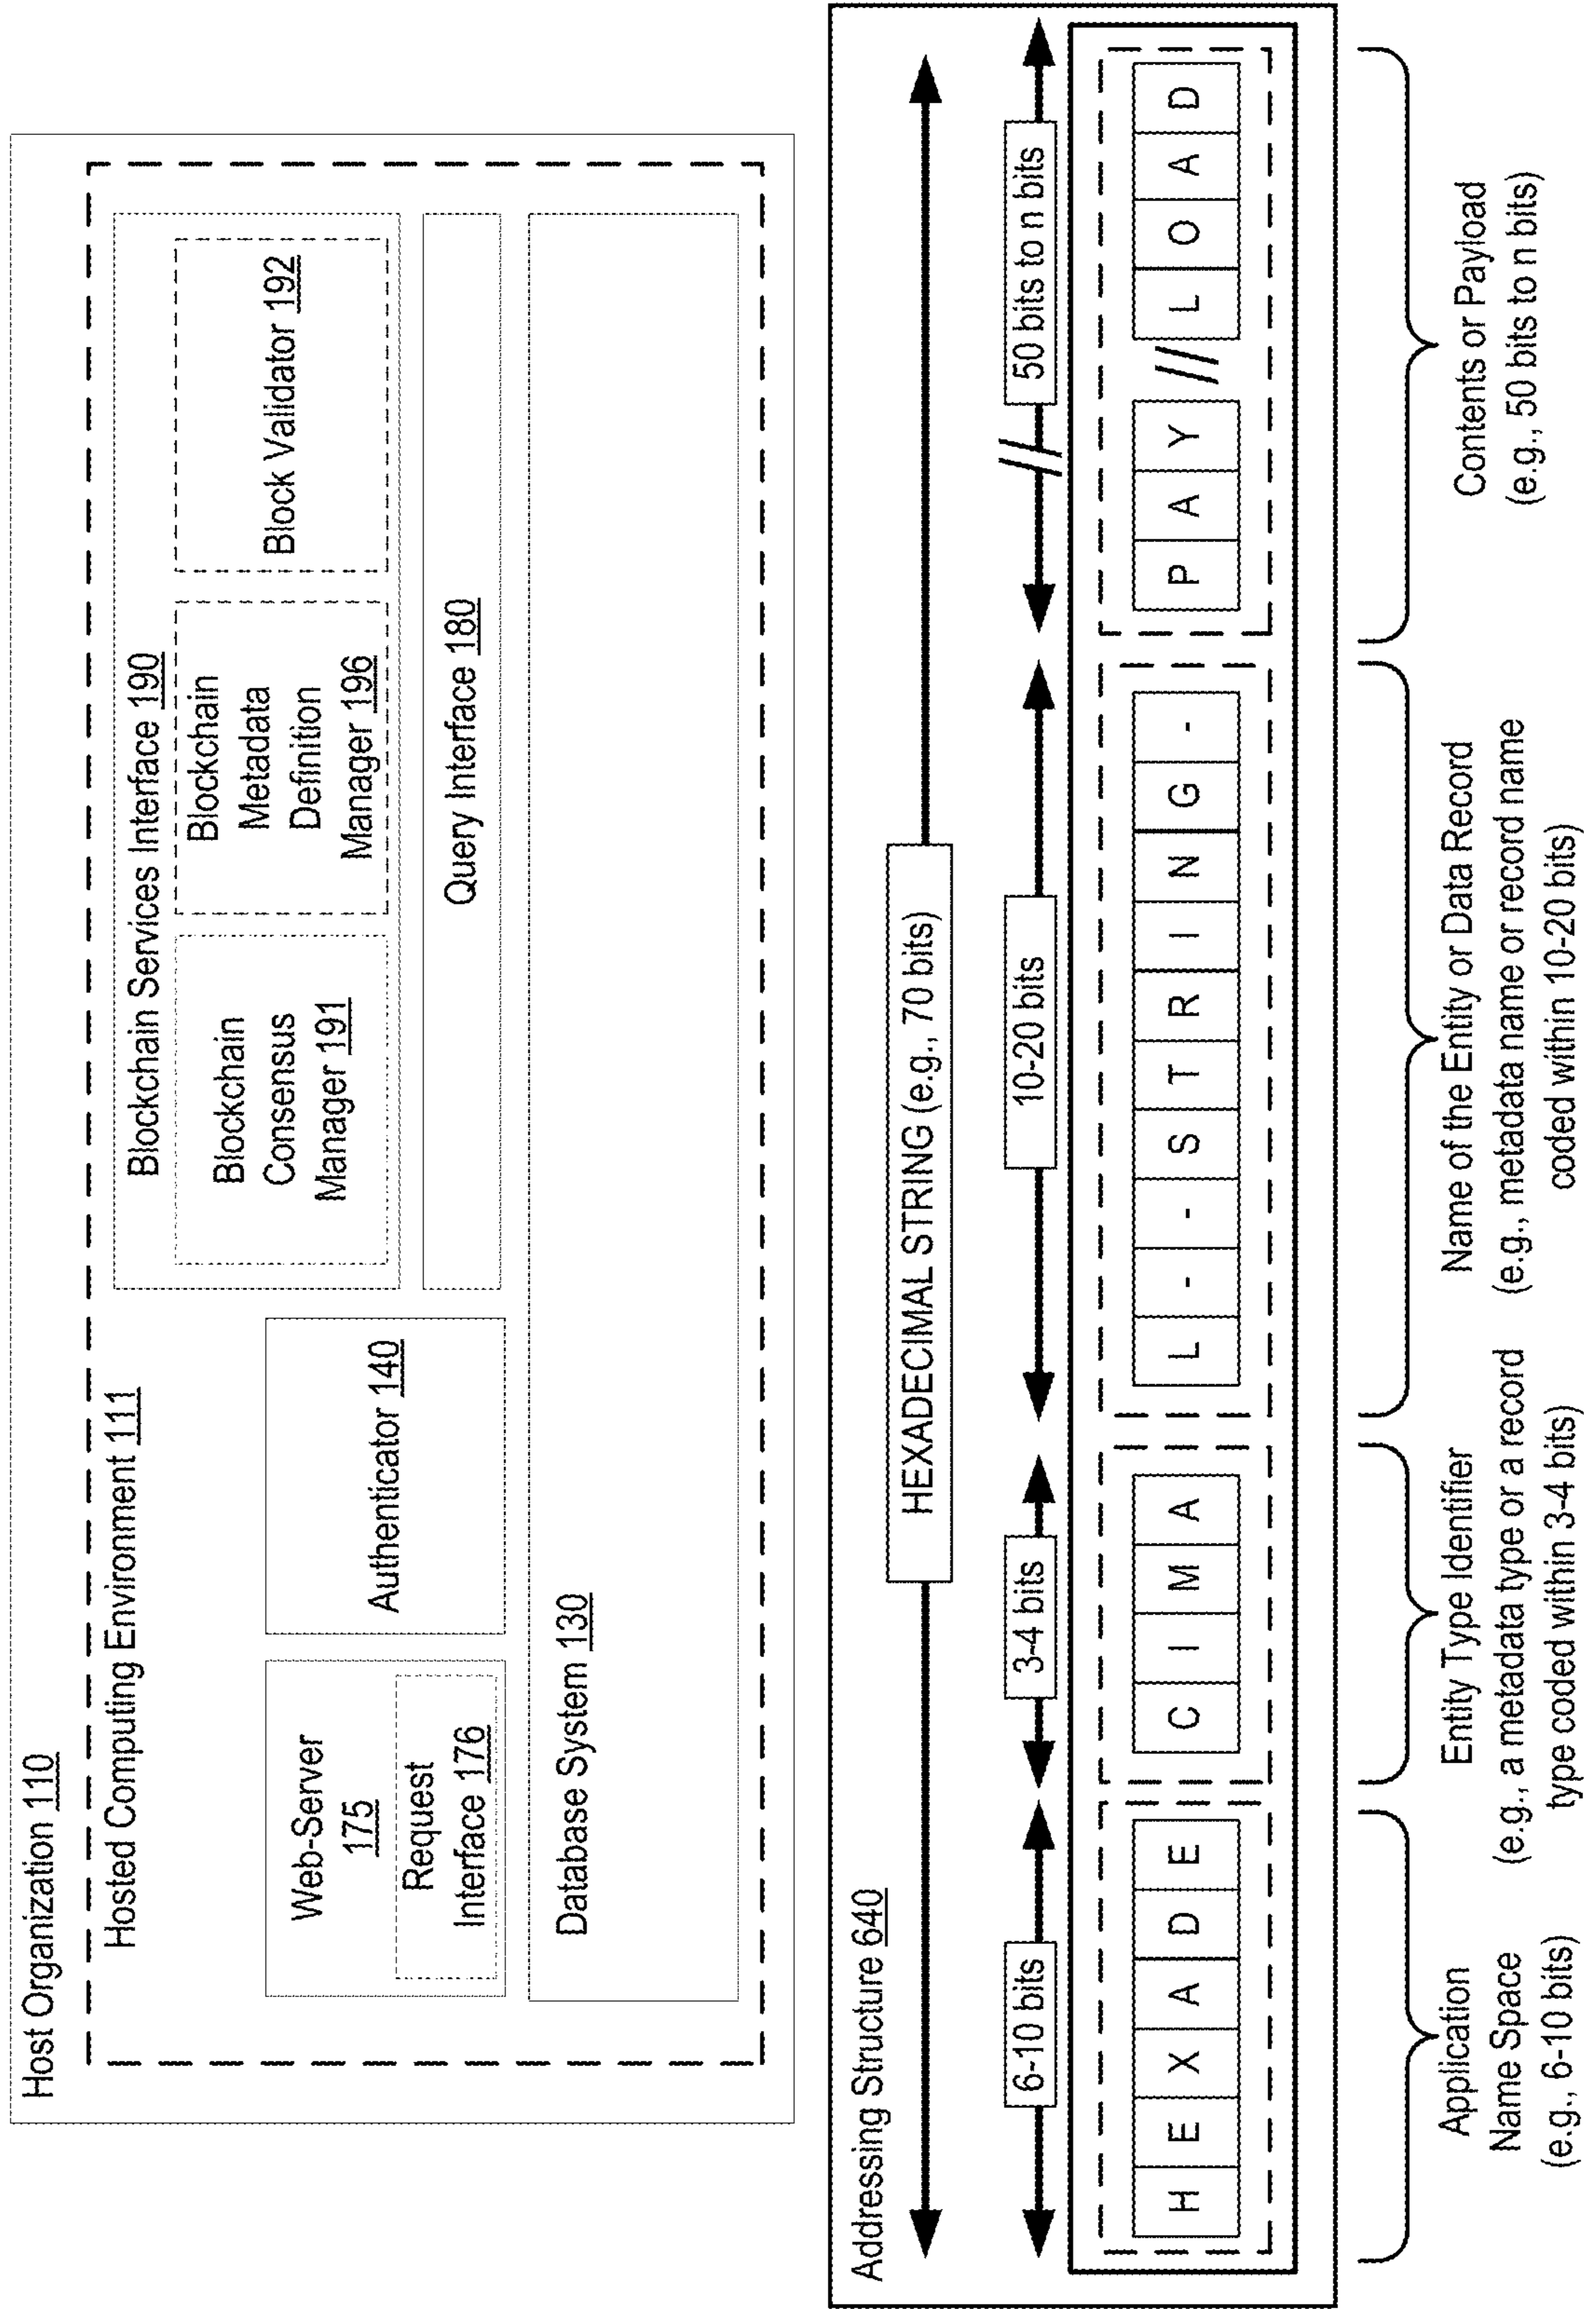 Host Organization 110
Hosted Computing Environment 111
Web-Server
175
Request
Interface 176
Authenticator 140
Blockchain Services Interface 190
Blockchain
Consensus
Manager 191
Blockchain
Metadata
Definition
Manager 196
Block Validator 192
Query Interface 180
Database System 130
Addressing Structure 640
HEXADECIMAL STRING (e.g., 70 bits)
6-10 bits
3-4 bits
10-20 bits
50 bits to n bits
//
H E X A D E
C I M A
L - - S T R I N G -
P A Y // L O A D
Application
Name Space
(e.g., 6-10 bits)
Entity Type Identifier
(e.g., a metadata type or a record
type coded within 3-4 bits)
Name of the Entity or Data Record
(e.g., metadata name or record name
coded within 10-20 bits)
Contents or Payload
(e.g., 50 bits to n bits)